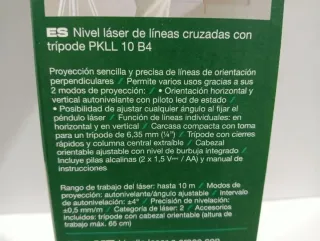 ES Nivel láser de líneas cruzadas con
trípode PKLL 10 B4
Proyección sencilla y precisa de líneas de orientación
perpendiculares / Permite varios usos gracias a sus
2 modos de proyección: / • Orientación horizontal y
vertical autonivelante con piloto led de estado /
• Posibilidad de ajustar cualquier ángulo al fijar el
péndulo láser / Función de líneas individuales: en
horizontal y en vertical / Carcasa compacta con toma
para un trípode de 6,35 mm (¼") / Trípode con cierres
rápidos y columna central extraíble / Cabezal
orientable ajustable con nivel de burbuja integrado /
Incluye pilas alcalinas (2 x 1,5 V⎓ / AA) y manual de
instrucciones
Rango de trabajo del láser: hasta 10 m / Modos de
proyección: autonivelante/ángulo ajustable / Intervalo
de autonivelación: ±4° / Precisión de nivelación:
±0,5 mm/m / Categoría de láser: 2 / Accesorios
incluidos: trípode con cabezal orientable (altura de
trabajo máx. 65 cm)